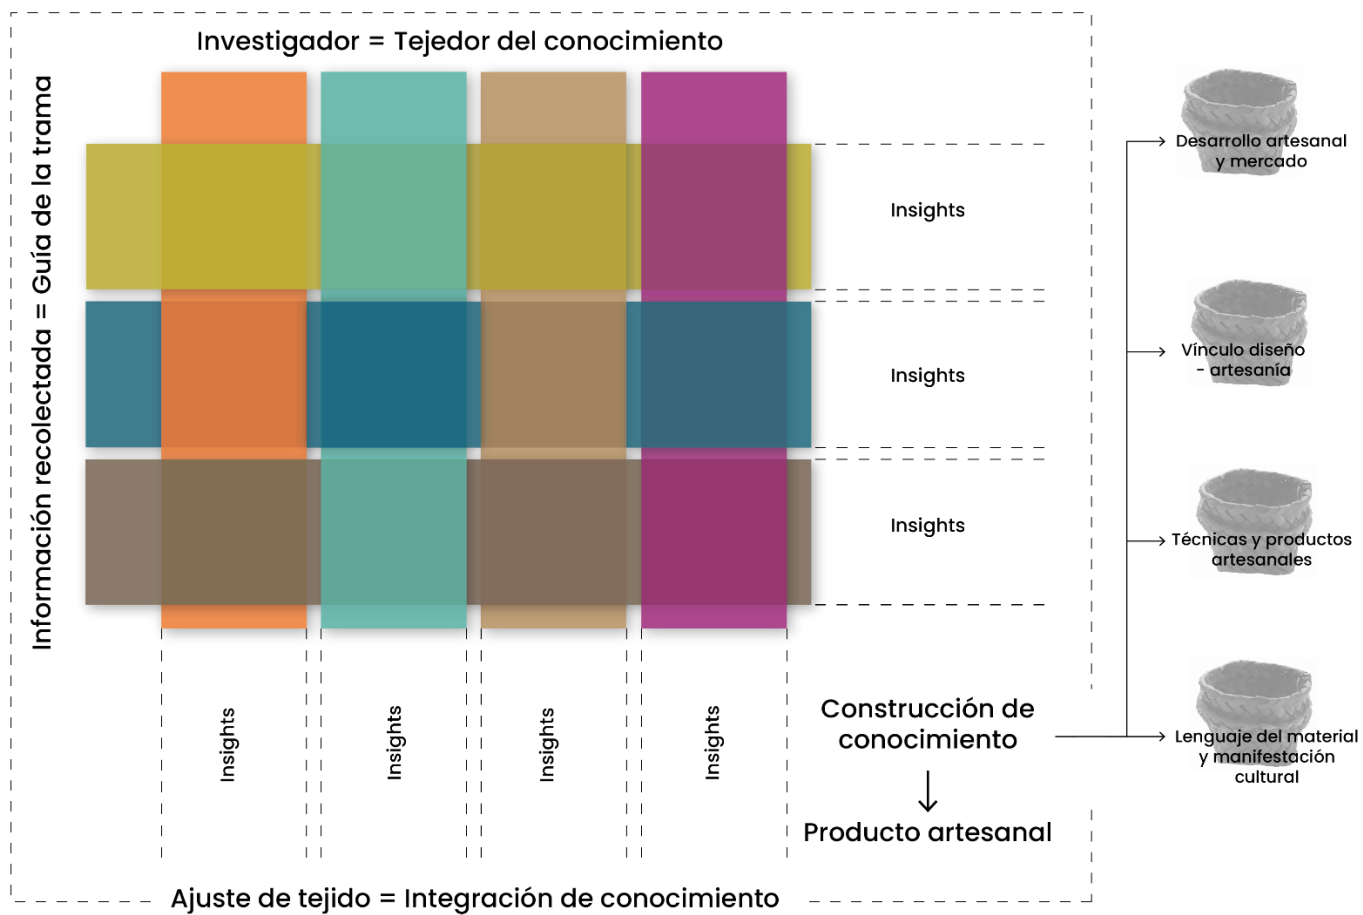 Investigador = Tejedor del conocimiento
Información recolectada = Guía de la trama
Insights
Insights
Insights
Insights
Insights
Insights
Insights
Construcción de
conocimiento
Producto artesanal
Ajuste de tejido = Integración de conocimiento
Desarrollo artesanal
y mercado
Vínculo diseño
- artesanía
Técnicas y productos
artesanales
Lenguaje del material
y manifestación
cultural